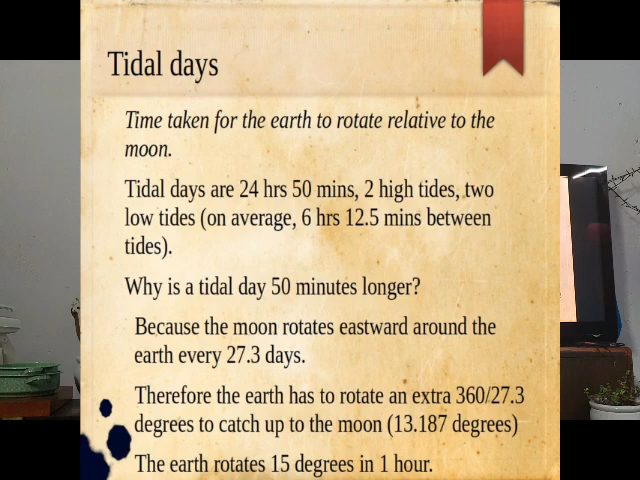 Tidal days
Time taken for the earth to rotate relative to the
moon.
Tidal days are 24 hrs 50 mins, 2 high tides, two
low tides (on average, 6 hrs 12.5 mins between
tides).
Why is a tidal day 50 minutes longer?
Because the moon rotates eastward around the
earth every 27.3 days.
Therefore the earth has to rotate an extra 360/27.3
degrees to catch up to the moon (13.187 degrees)
The earth rotates 15 degrees in 1 hour.